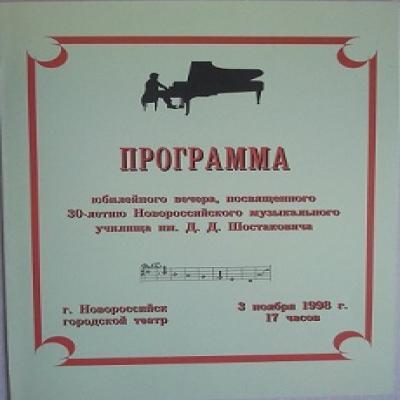 ПРОГРАММА
юбилейного вечера, посвященного
30-летию Новороссийского музыкального
училища им. Д. Д. Шостаковича
г. Новороссийск
городской театр
3 ноября 1998 г.
17 часов